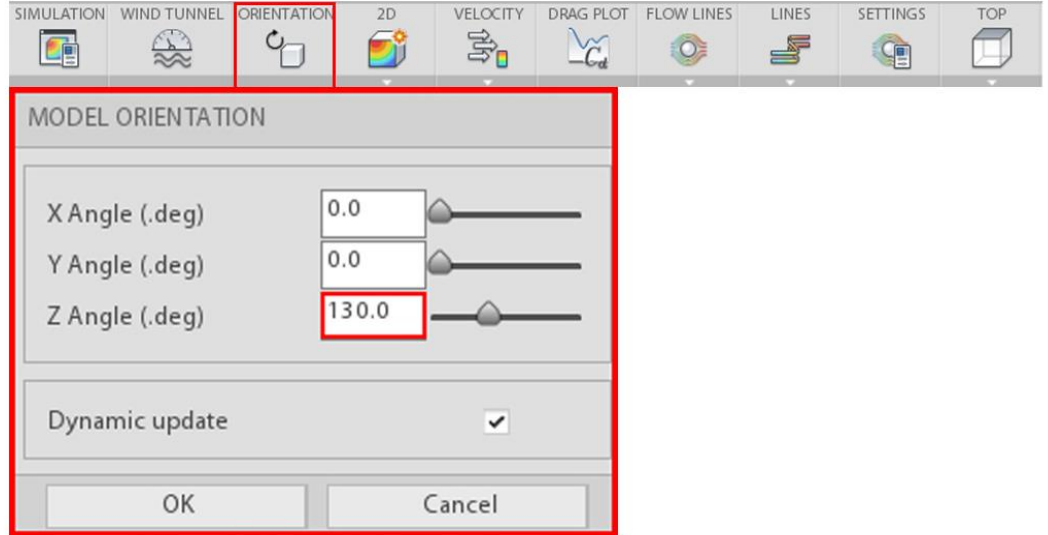 SIMULATION WIND TUNNEL ORIENTATION 2D VELOCITY DRAG PLOT FLOW LINES LINES SETTINGS TOP
Cd
MODEL ORIENTATION
X Angle (.deg) 0.0
Y Angle (.deg) 0.0
Z Angle (.deg) 130.0
Dynamic update
OK Cancel